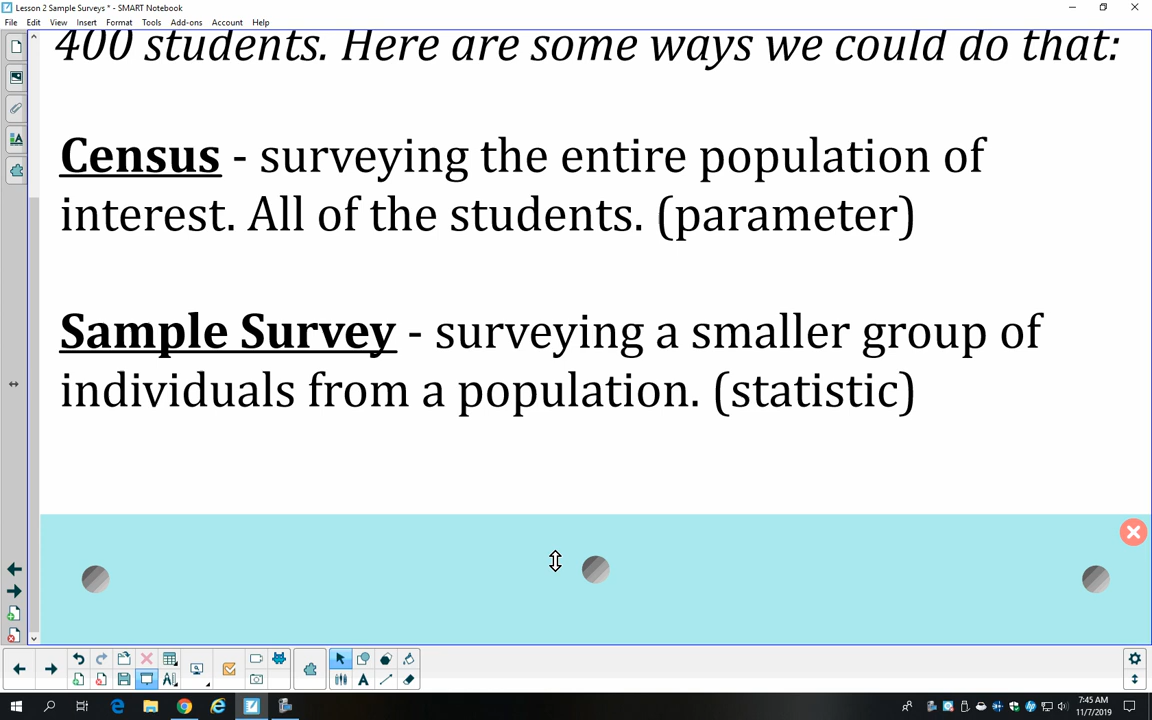 Lesson 2 Sample Surveys * - SMART Notebook
File Edit View Insert Format Tools Add-ons Account Help
400 students. Here are some ways we could do that:
Census - surveying the entire population of
interest. All of the students. (parameter)
Sample Survey - surveying a smaller group of
individuals from a population. (statistic)
7:45 AM
11/7/2019